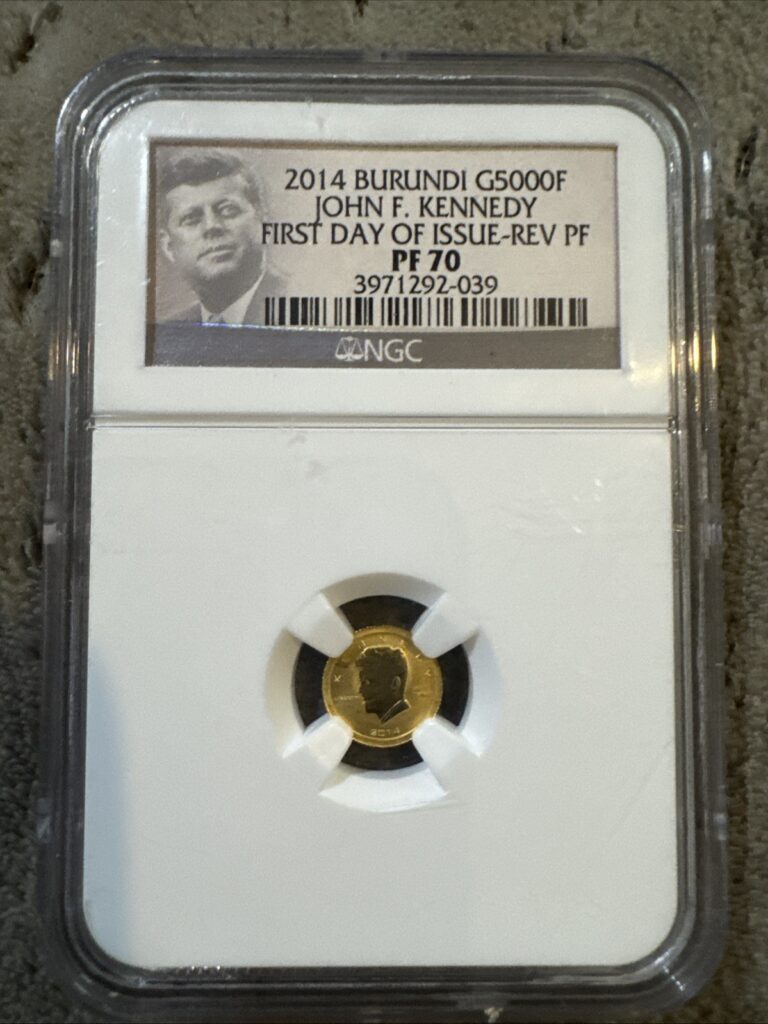 2014 BURUNDI G5000F
JOHN F. KENNEDY
FIRST DAY OF ISSUE-REV PF
PF 70
3971292-039
NGC
2014